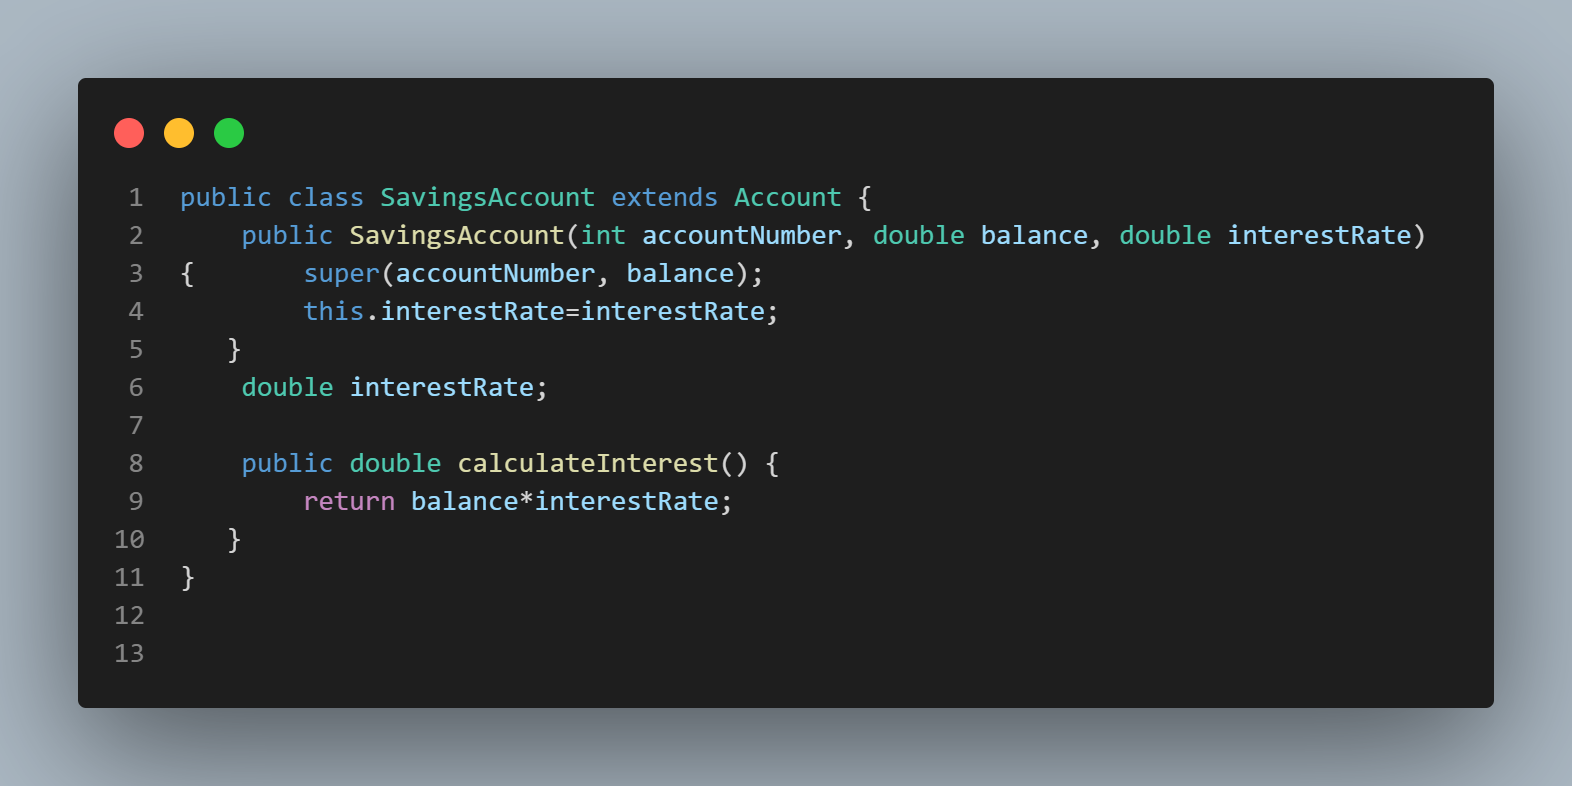 1 public class SavingsAccount extends Account {
2     public SavingsAccount(int accountNumber, double balance, double interestRate)
3 {       super(accountNumber, balance);
4         this.interestRate=interestRate;
5    }
6     double interestRate;
7
8     public double calculateInterest() {
9         return balance*interestRate;
10    }
11 }
12
13